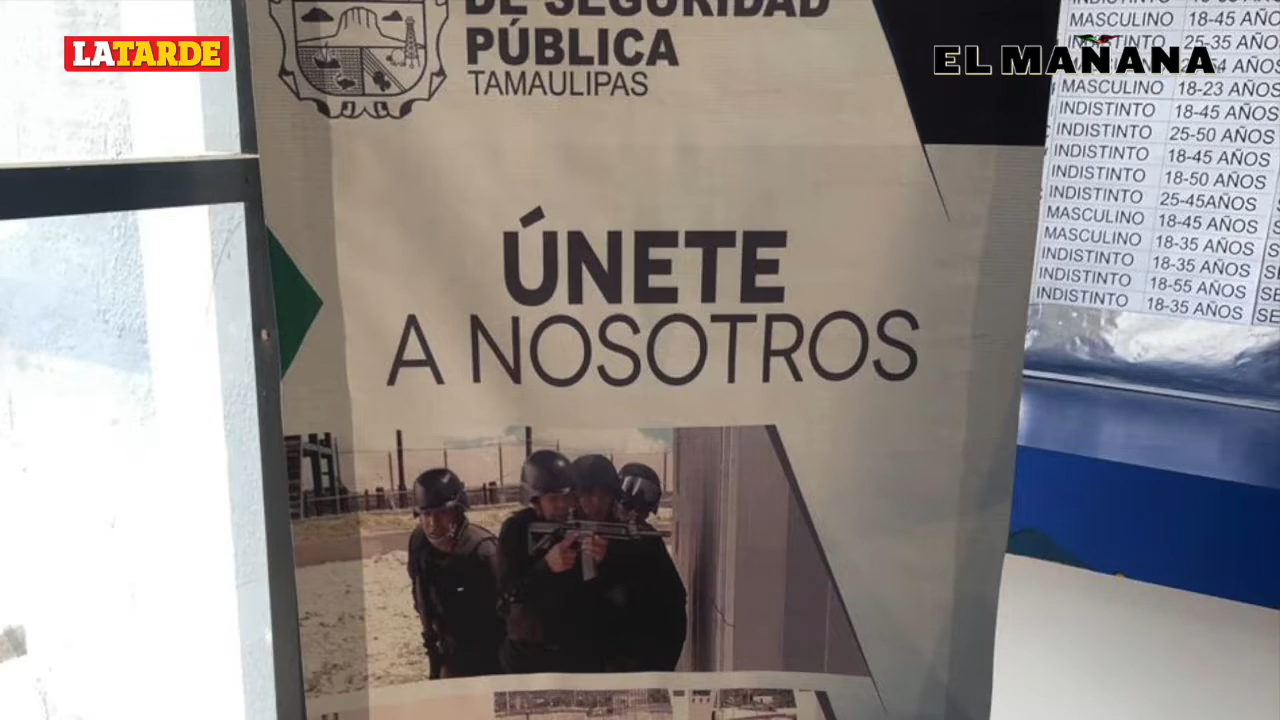 LATARDE
DE SEGURIDAD
PÚBLICA
TAMAULIPAS
ÚNETE
A NOSOTROS
EL MAÑANA
MASCULINO 18-45 AÑO
25-35 AÑOS
AÑOS
MASCULINO 18-23 AÑOS
INDISTINTO 18-45 AÑOS
INDISTINTO 25-50 AÑOS
INDISTINTO 18-45 AÑOS
INDISTINTO 18-50 AÑOS
INDISTINTO 25-45AÑOS
MASCULINO 18-45 AÑOS
MASCULINO 18-35 AÑOS
INDISTINTO 18-35 AÑOS
INDISTINTO 18-55 AÑOS SE
INDISTINTO 18-35 AÑOS SE